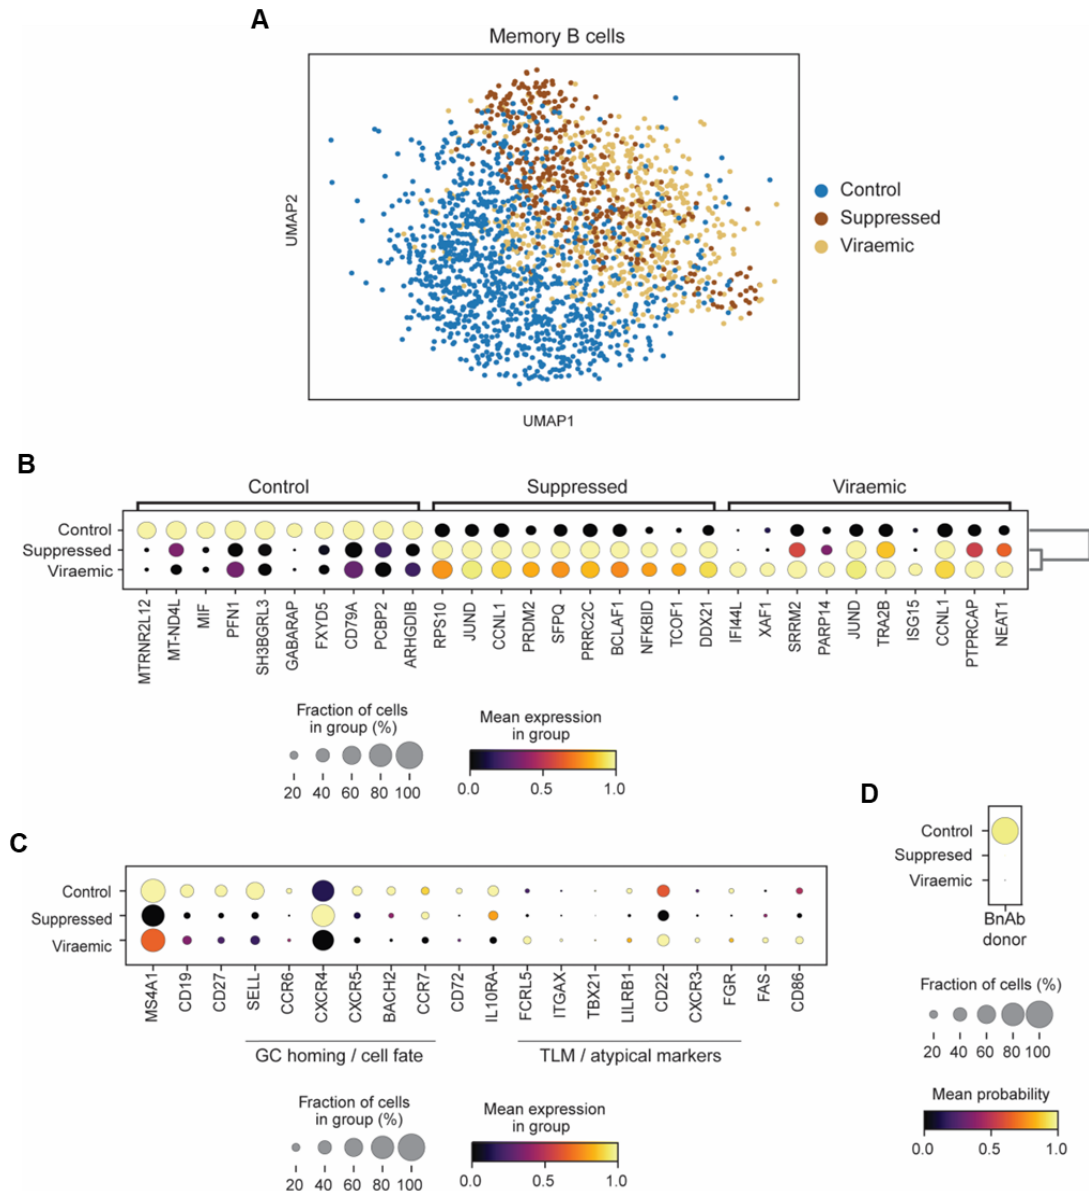 A
Memory B cells
UMAP2
Control
Suppressed
Viraemic
UMAP1
B
Control
Suppressed
Viraemic
Control
Suppressed
Viraemic
MTRNR2L12
MT-ND4L
MIF
PFN1
SH3BGRL3
GABARAP
FXYD5
CD79A
PCBP2
ARHGDIB
RPS10
JUND
CCNL1
PRDM2
SFPQ
PRRC2C
BCLAF1
NFKBID
TCOF1
DDX21
IFI44L
XAF1
SRRM2
PARP14
JUND
TRA2B
ISG15
CCNL1
PTPRCAP
NEAT1
Fraction of cells
in group (%)
20 40 60 80 100
Mean expression
in group
0.0 0.5 1.0
C
Control
Suppressed
Viraemic
MS4A1
CD19
CD27
SELL
CCR6
CXCR4
CXCR5
BACH2
CCR7
CD72
IL10RA
FCRL5
ITGAX
TBX21
LILRB1
CD22
CXCR3
FGR
FAS
CD86
GC homing / cell fate
TLM / atypical markers
Fraction of cells
in group (%)
20 40 60 80 100
Mean expression
in group
0.0 0.5 1.0
D
Control
Suppresed
Viraemic
BnAb
donor
Fraction of cells (%)
20 40 60 80 100
Mean probability
0.0 0.5 1.0